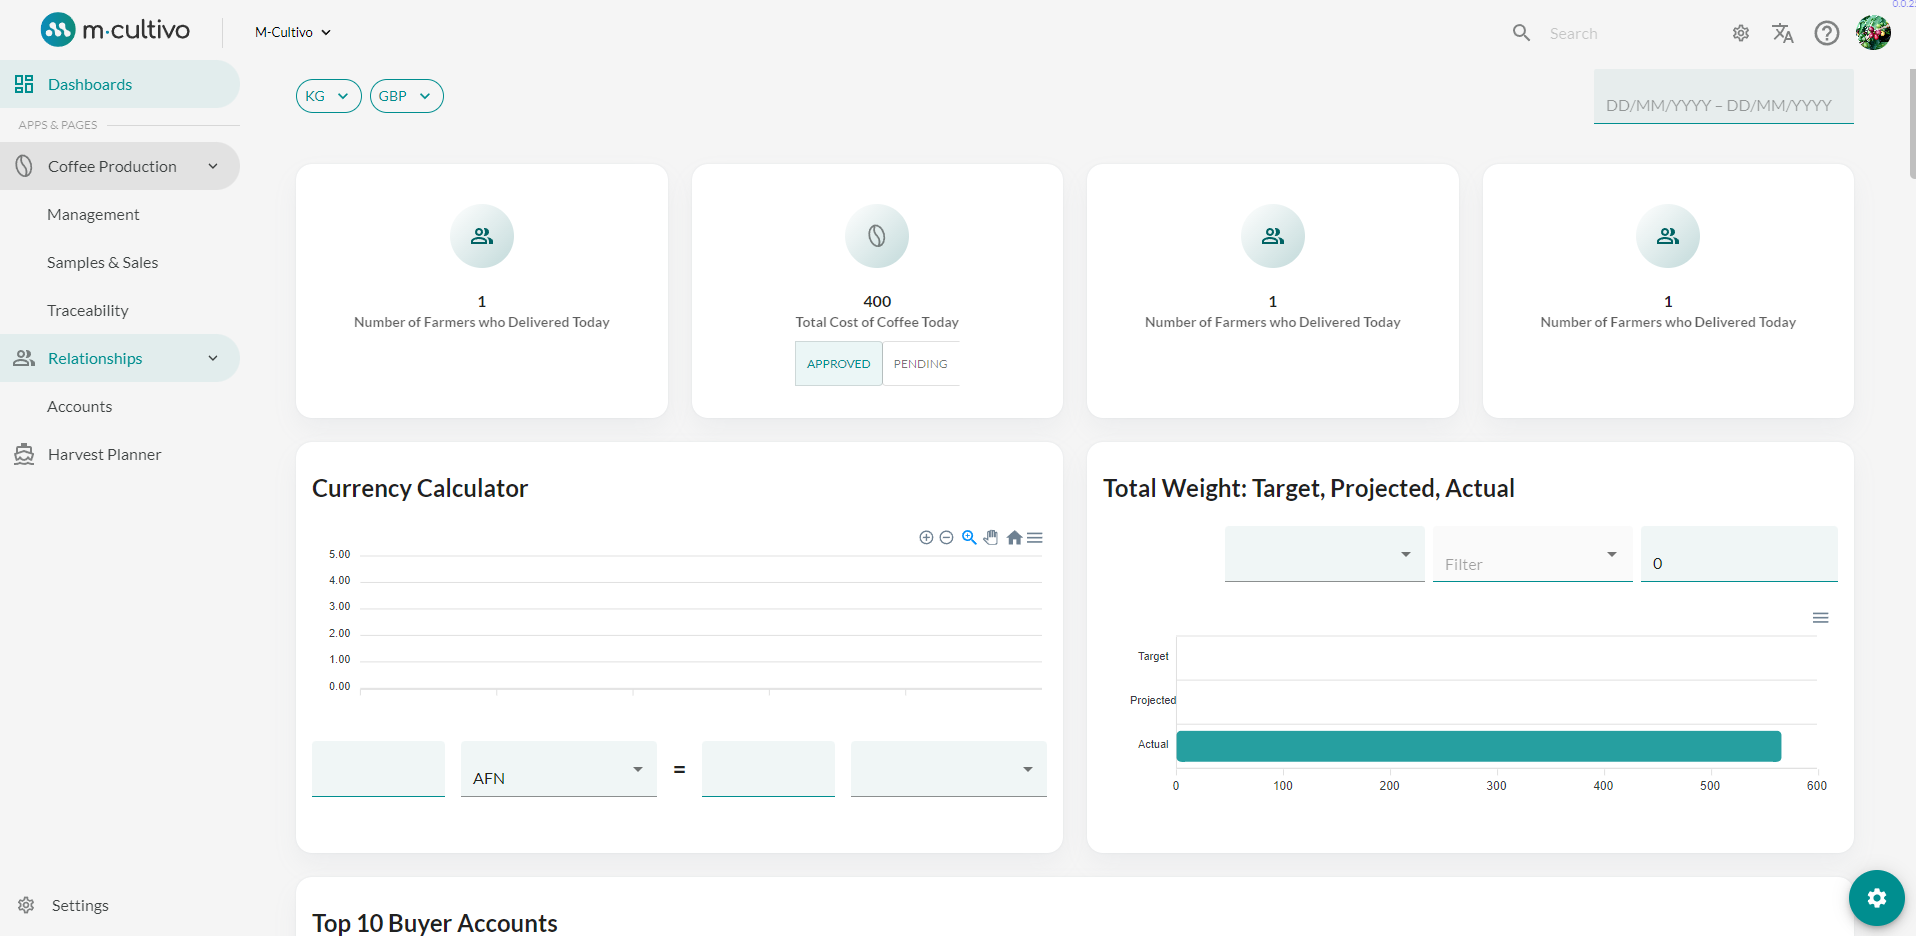 0.0.2
m·cultivo
M-Cultivo
Search
Dashboards
APPS & PAGES
Coffee Production
Management
Samples & Sales
Traceability
Relationships
Accounts
Harvest Planner
Settings
KG
GBP
DD/MM/YYYY – DD/MM/YYYY
1
Number of Farmers who Delivered Today
400
Total Cost of Coffee Today
APPROVED
PENDING
1
Number of Farmers who Delivered Today
1
Number of Farmers who Delivered Today
Currency Calculator
5.00
4.00
3.00
2.00
1.00
0.00
AFN
=
Total Weight: Target, Projected, Actual
Filter
0
Target
Projected
Actual
0 100 200 300 400 500 600
Top 10 Buyer Accounts